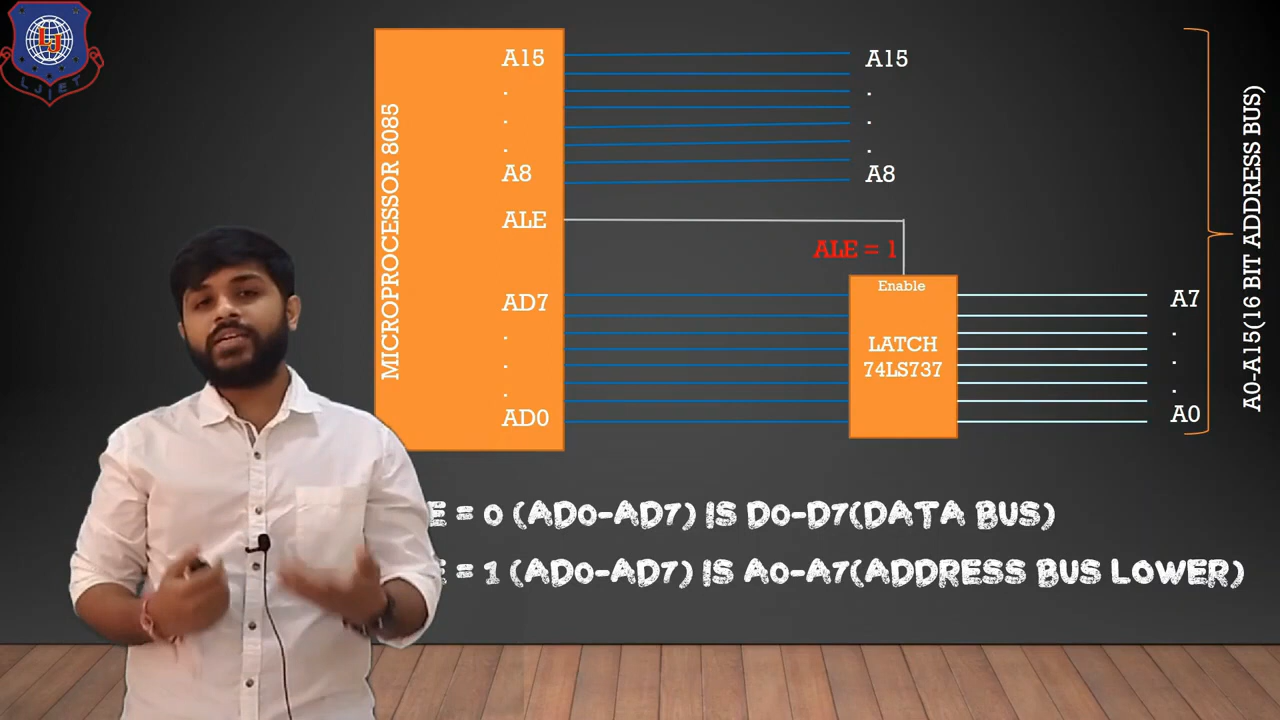 LJ
LJIET
MICROPROCESSOR 8085
A15
.
.
.
A8
ALE
AD7
.
.
.
AD0
A15
.
.
.
A8
ALE = 1
Enable
LATCH
74LS737
A7
.
.
.
A0
A0-A15(16 BIT ADDRESS BUS)
E = 0 (AD0-AD7) IS D0-D7(DATA BUS)
E = 1 (AD0-AD7) IS A0-A7(ADDRESS BUS LOWER)